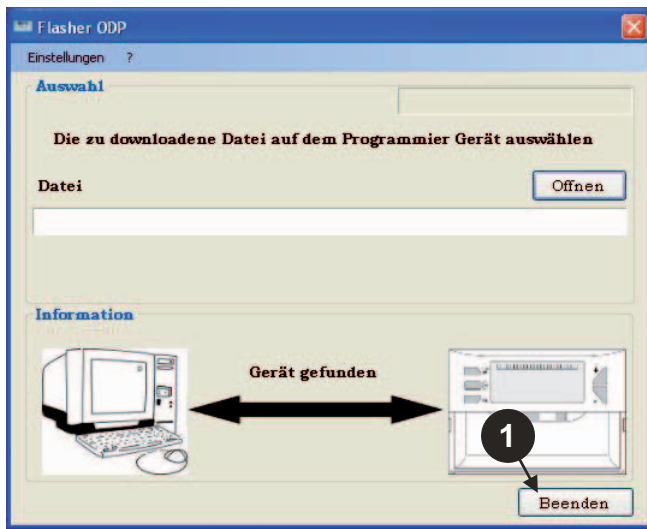 Flasher ODP
Einstellungen ?
Auswahl
Die zu downloadene Datei auf dem Programmier Gerät auswählen
Datei
Offnen
Information
Gerät gefunden
1
Beenden